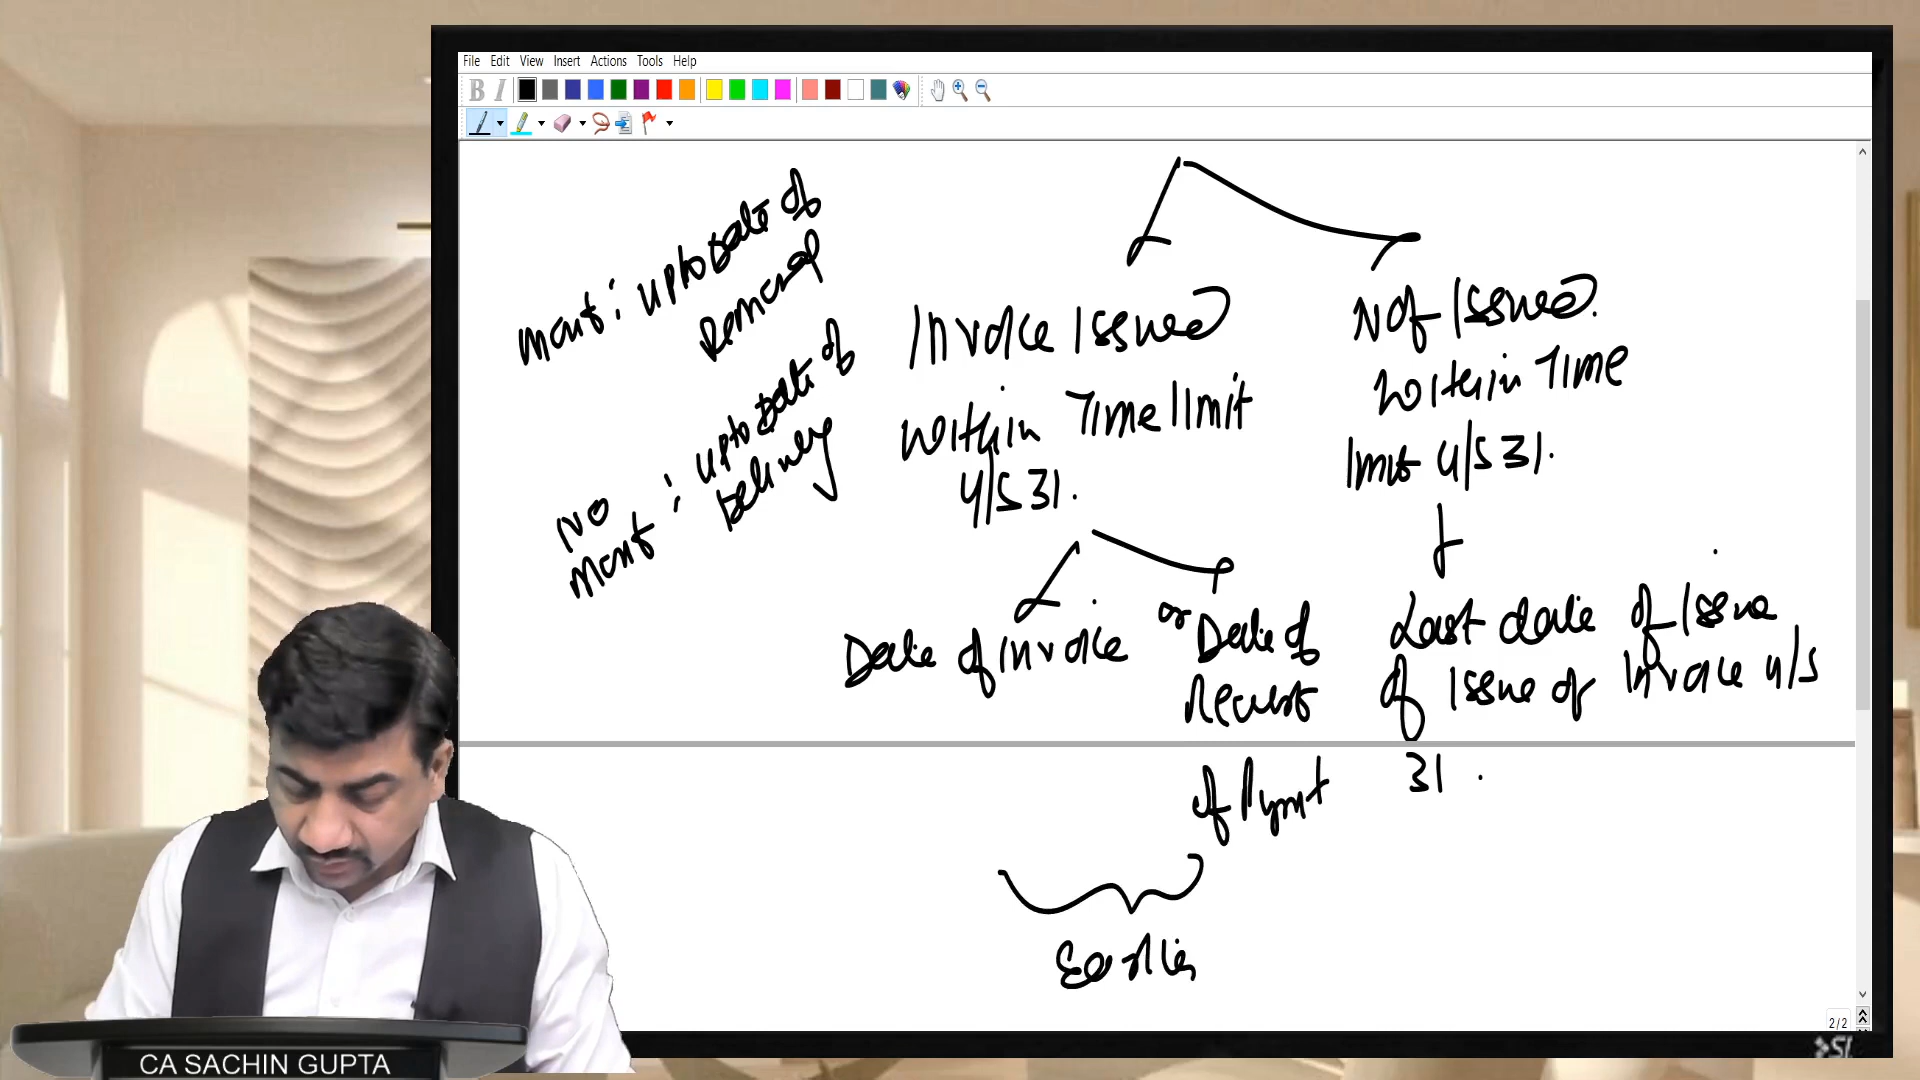 File Edit View Insert Actions Tools Help
B I
Movt: upto Date of
Removal
No
Movt: upto Date of
Delivery
Invoice Issued
within Time limit
u/s 31.
Not Issued.
within Time
limit u/s 31.
Date of invoice or Date of
Receipt
of Pymt
Last date of Issue
of Issue of Invoice u/s
31.
Earlier
2/2
CA SACHIN GUPTA